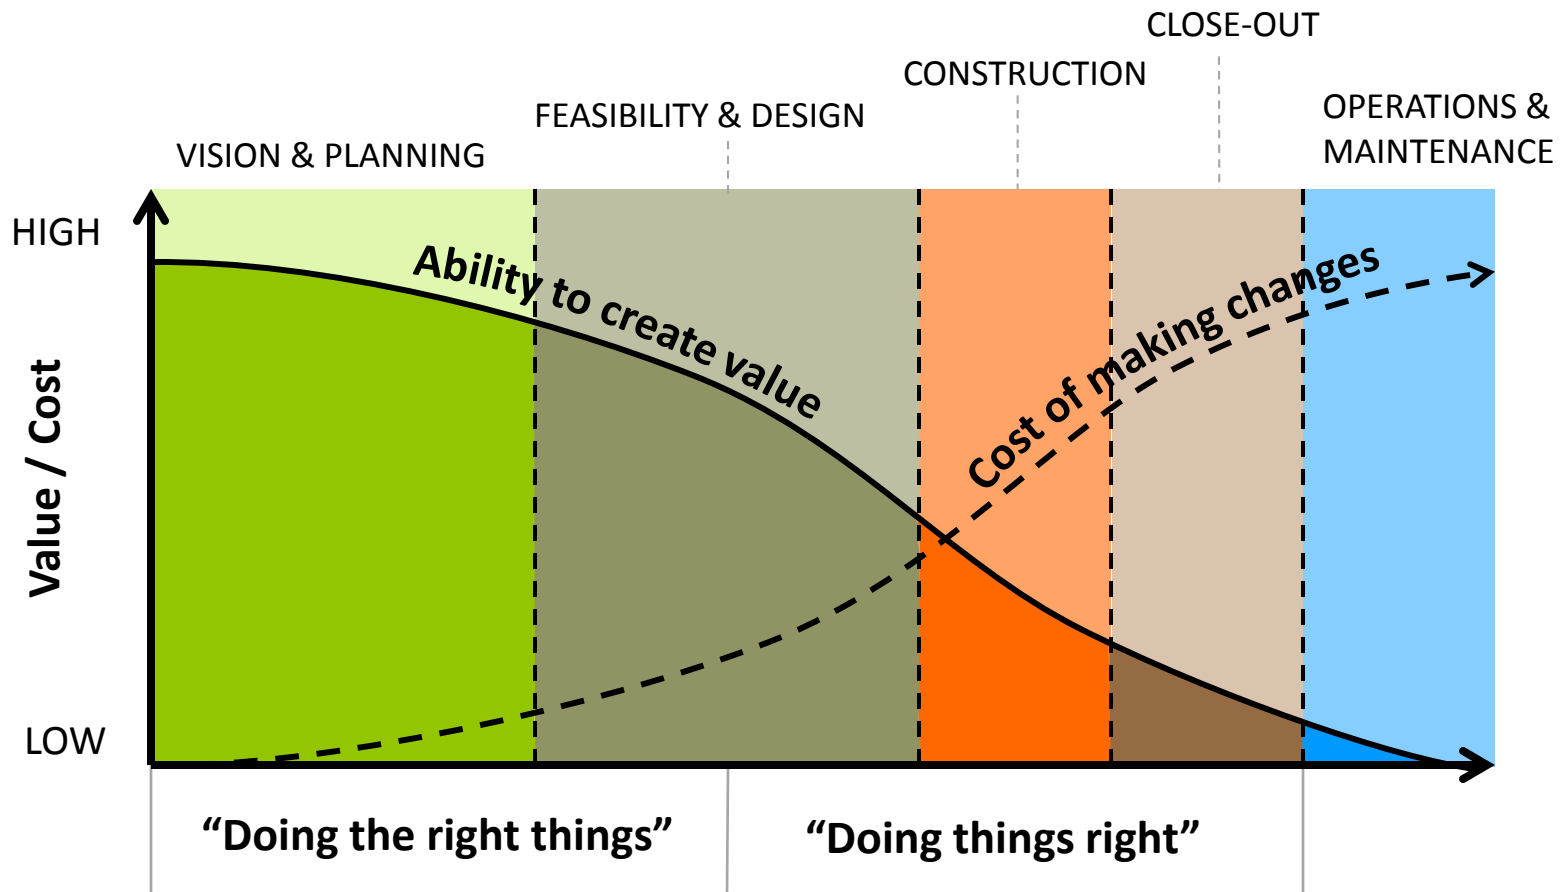 CLOSE-OUT
CONSTRUCTION
FEASIBILITY & DESIGN
OPERATIONS &
MAINTENANCE
VISION & PLANNING
HIGH
Ability to create value
Cost of making changes
Value / Cost
LOW
“Doing the right things”
“Doing things right”